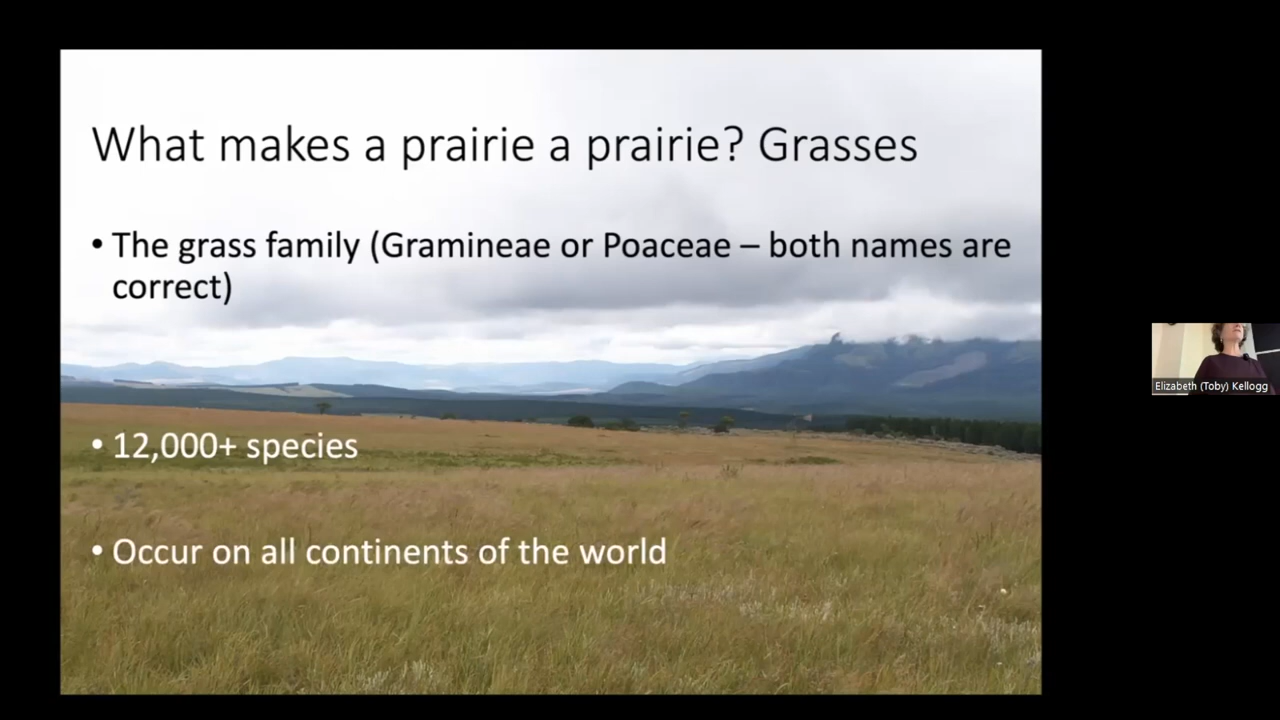 What makes a prairie a prairie? Grasses
• The grass family (Gramineae or Poaceae – both names are
correct)
• 12,000+ species
• Occur on all continents of the world
Elizabeth (Toby) Kellogg